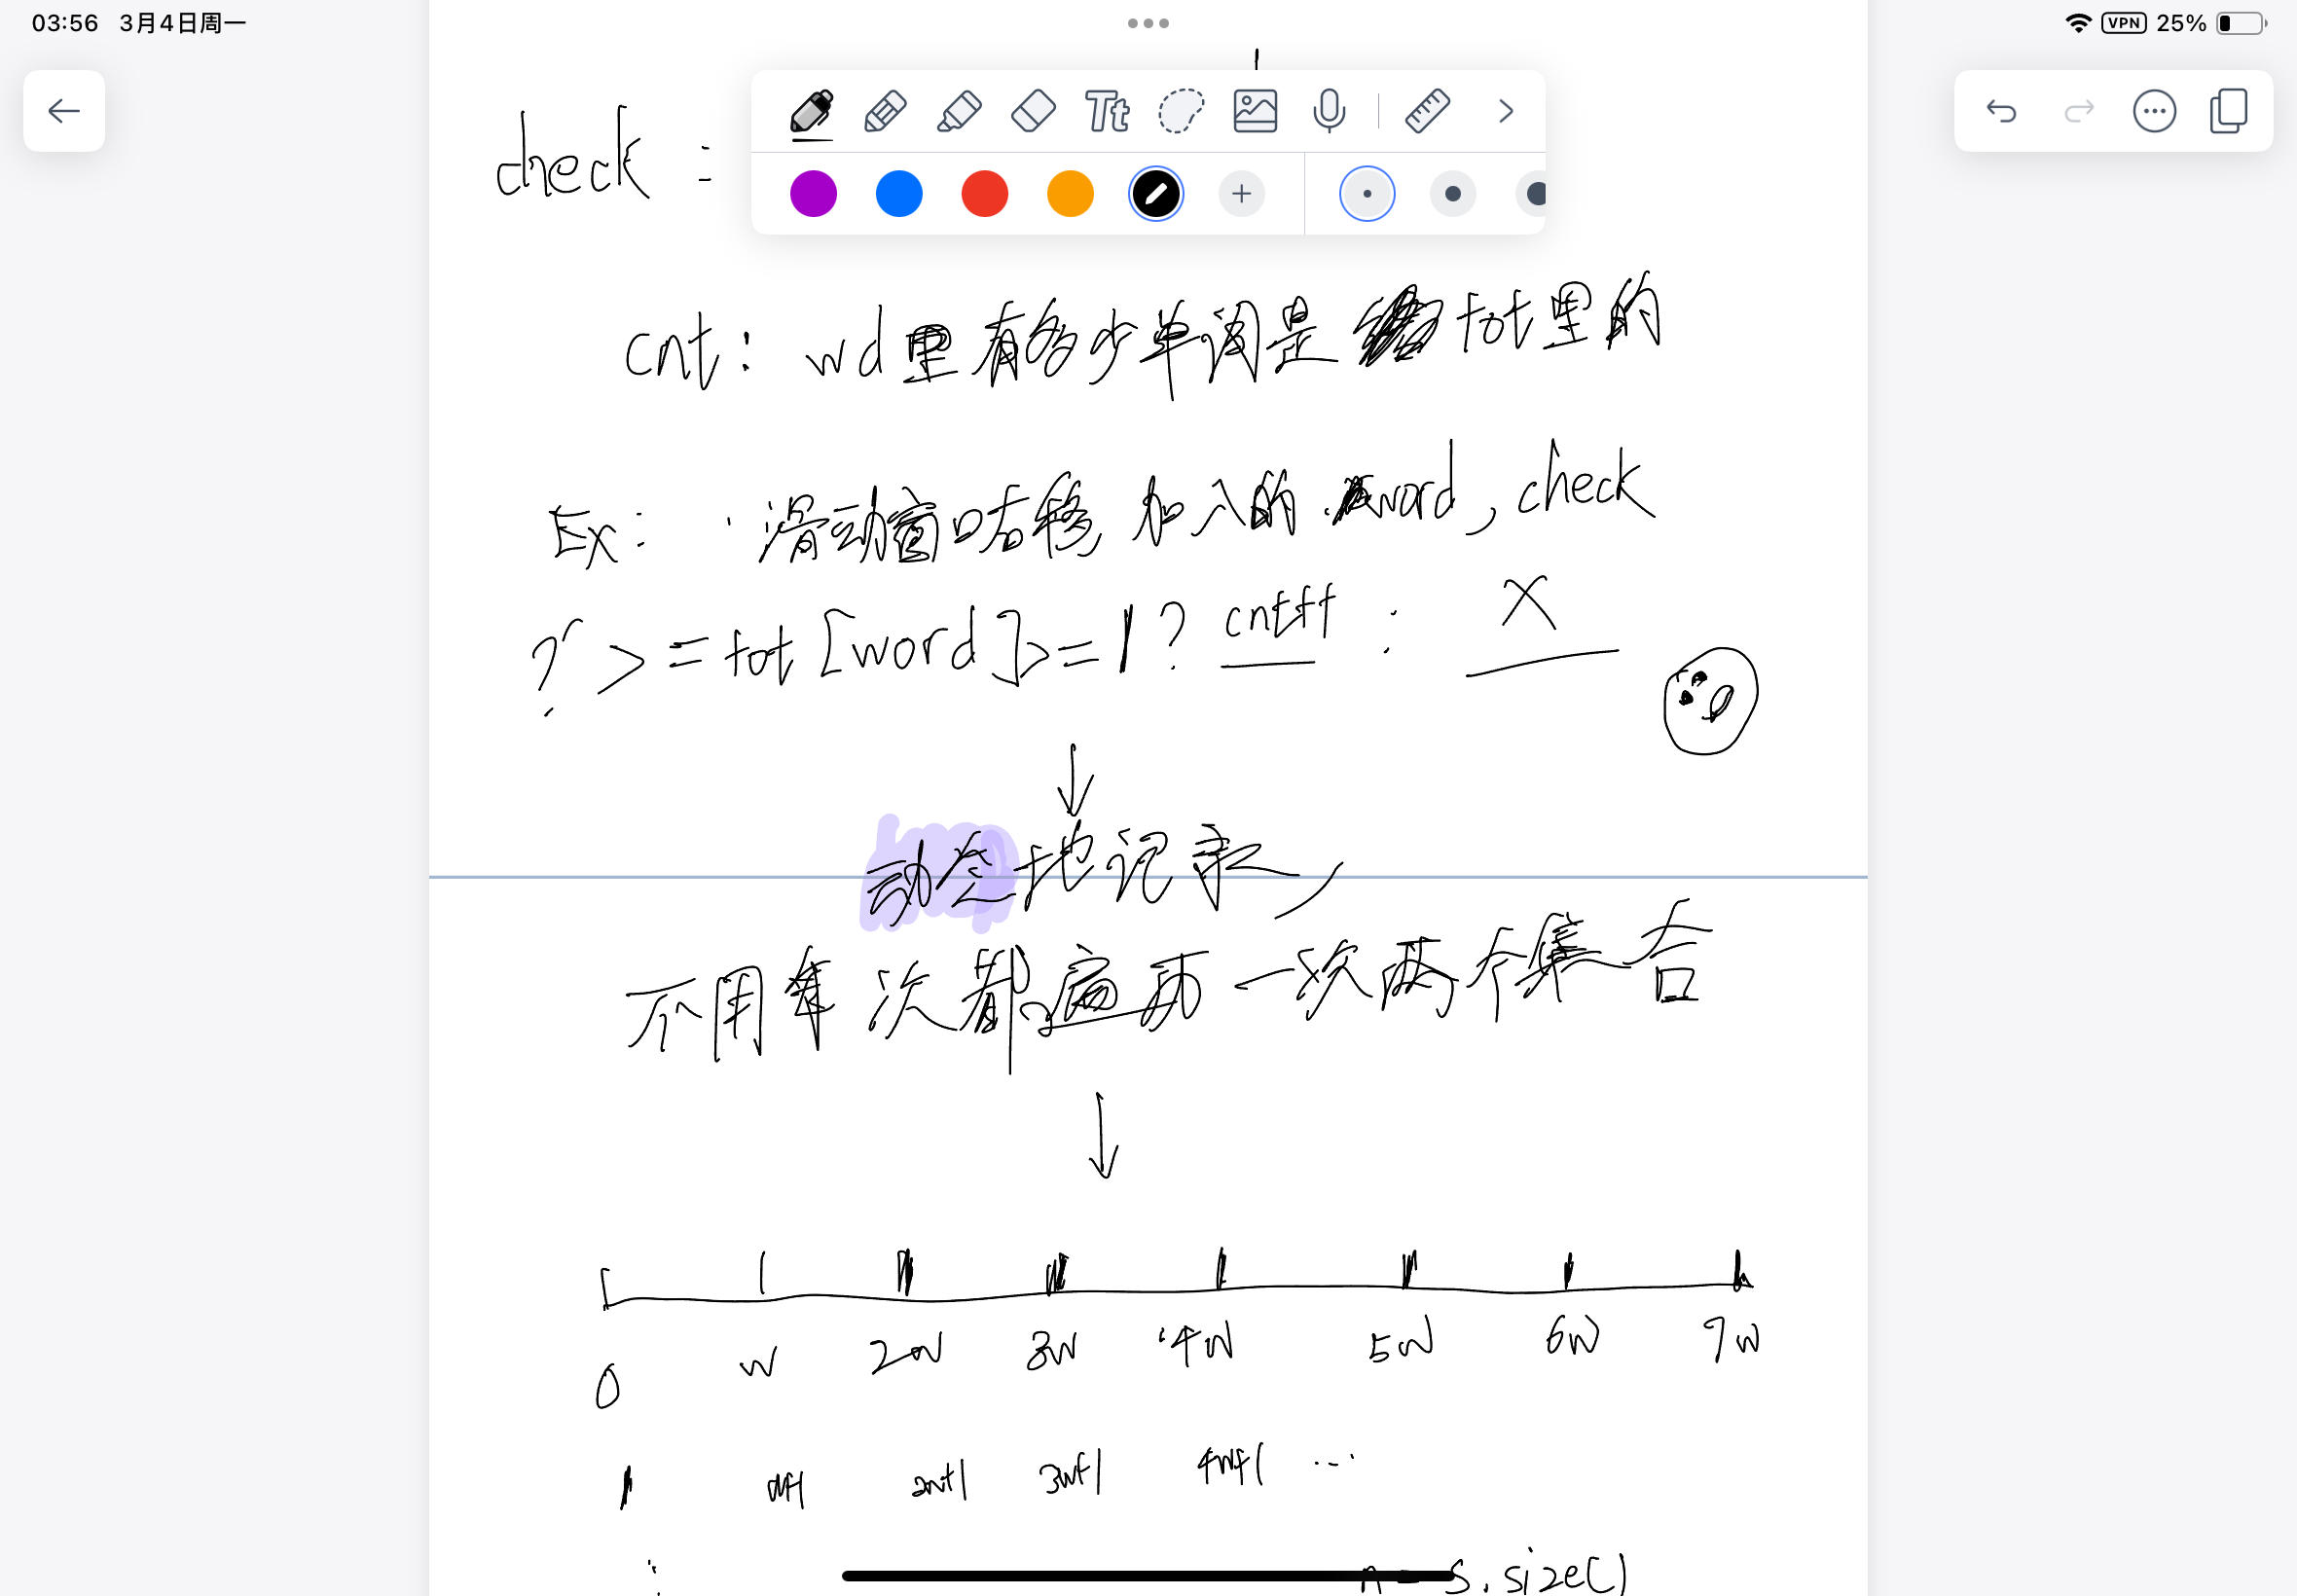 03:56 3月4日周一
VPN 25%
Tt
check :
cnt: wd里有多少单词是 tot里的
Ex: 滑动窗口右移 加入的 word, check
? >= tot[word] >= 1 ? cnt++ : X
动态地记录,
不用每次都遍历一次两个集合
0 w 2w 3w 4w 5w 6w 7w
1 w+1 2w+1 3w+1 4w+1 ...
n = s.size()